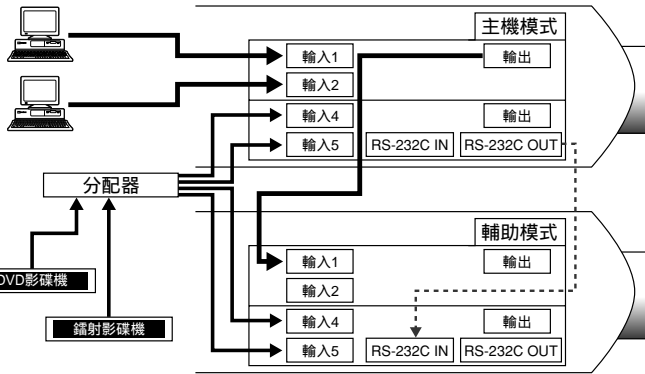 主機模式
輸入1
輸出
輸入2
輸入4
輸出
輸入5
RS-232C IN
RS-232C OUT
分配器
輔助模式
輸入1
輸出
輸入2
DVD影碟機
輸入4
輸出
鐳射影碟機
輸入5
RS-232C IN
RS-232C OUT